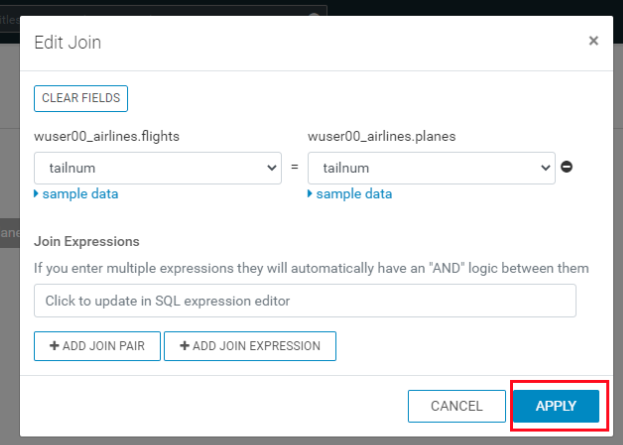 Edit Join
×
CLEAR FIELDS
wuser00_airlines.flights wuser00_airlines.planes
tailnum = tailnum
sample data sample data
Join Expressions
If you enter multiple expressions they will automatically have an "AND" logic between them
Click to update in SQL expression editor
+ ADD JOIN PAIR + ADD JOIN EXPRESSION
CANCEL APPLY